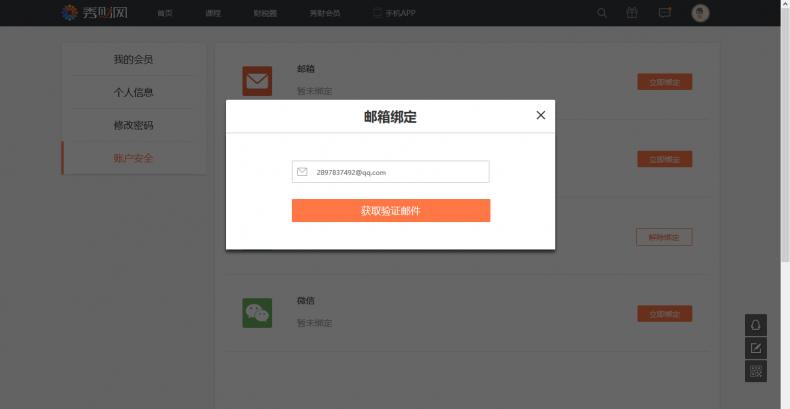 秀财网
首页 课程 财税圈 秀财会员 手机APP
我的会员
个人信息
修改密码
账户安全
邮箱
暂未绑定
立即绑定
邮箱绑定
2897837492@qq.com
获取验证邮件
立即绑定
解除绑定
微信
暂未绑定
立即绑定